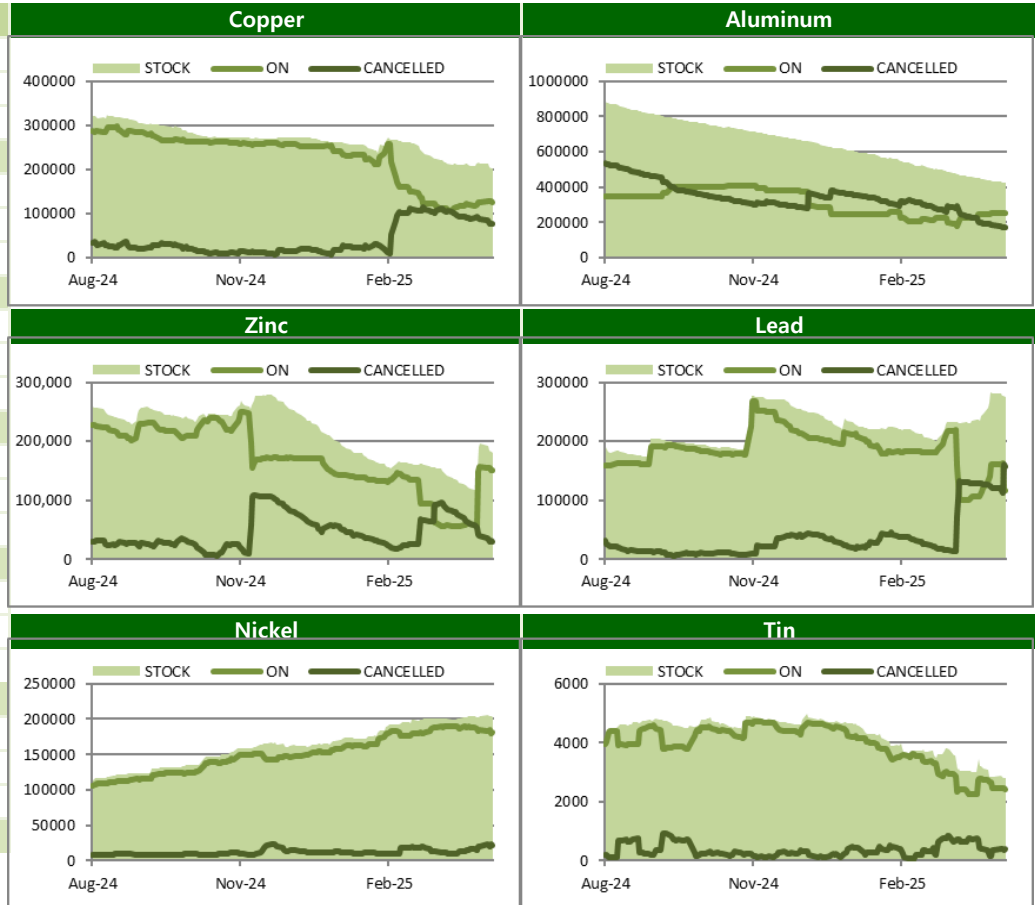 Copper
STOCK ON CANCELLED
400000
300000
200000
100000
0
Aug-24 Nov-24 Feb-25
Aluminum
STOCK ON CANCELLED
1000000
800000
600000
400000
200000
0
Aug-24 Nov-24 Feb-25
Zinc
STOCK ON CANCELLED
300,000
200,000
100,000
0
Aug-24 Nov-24 Feb-25
Lead
STOCK ON CANCELLED
300000
200000
100000
0
Aug-24 Nov-24 Feb-25
Nickel
STOCK ON CANCELLED
250000
200000
150000
100000
50000
0
Aug-24 Nov-24 Feb-25
Tin
STOCK ON CANCELLED
6000
4000
2000
0
Aug-24 Nov-24 Feb-25